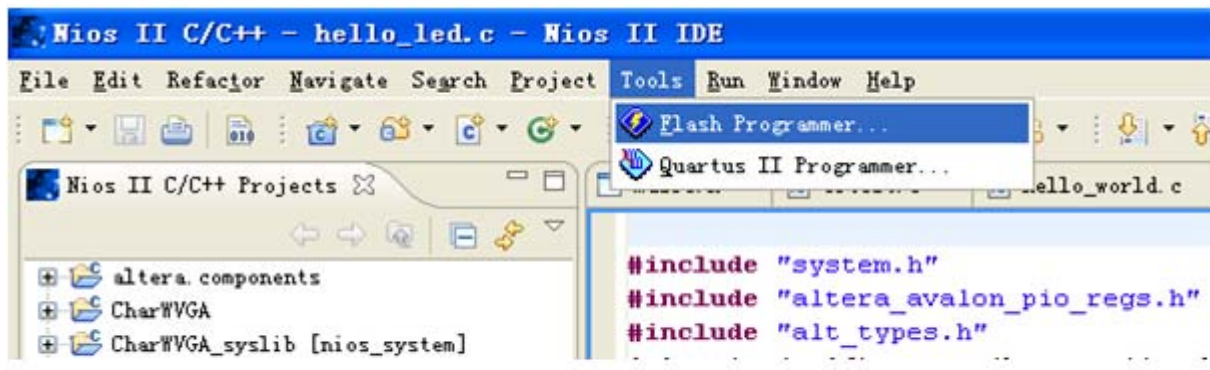 Nios II C/C++ - hello_led.c - Nios II IDE
File Edit Refactor Navigate Search Project Tools Run Window Help
Flash Programmer...
Quartus II Programmer...
Nios II C/C++ Projects
ello_world.c
altera.components
CharWVGA
CharWVGA_syslib [nios_system]
#include "system.h"
#include "altera_avalon_pio_regs.h"
#include "alt_types.h"